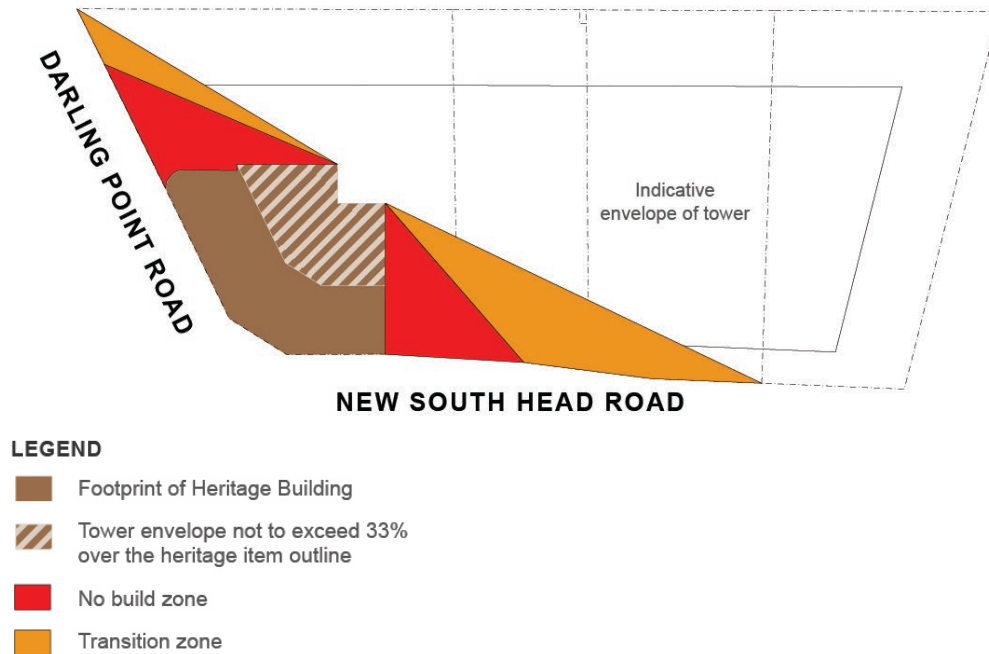 DARLING POINT ROAD
Indicative
envelope of tower
NEW SOUTH HEAD ROAD
LEGEND
Footprint of Heritage Building
Tower envelope not to exceed 33%
over the heritage item outline
No build zone
Transition zone